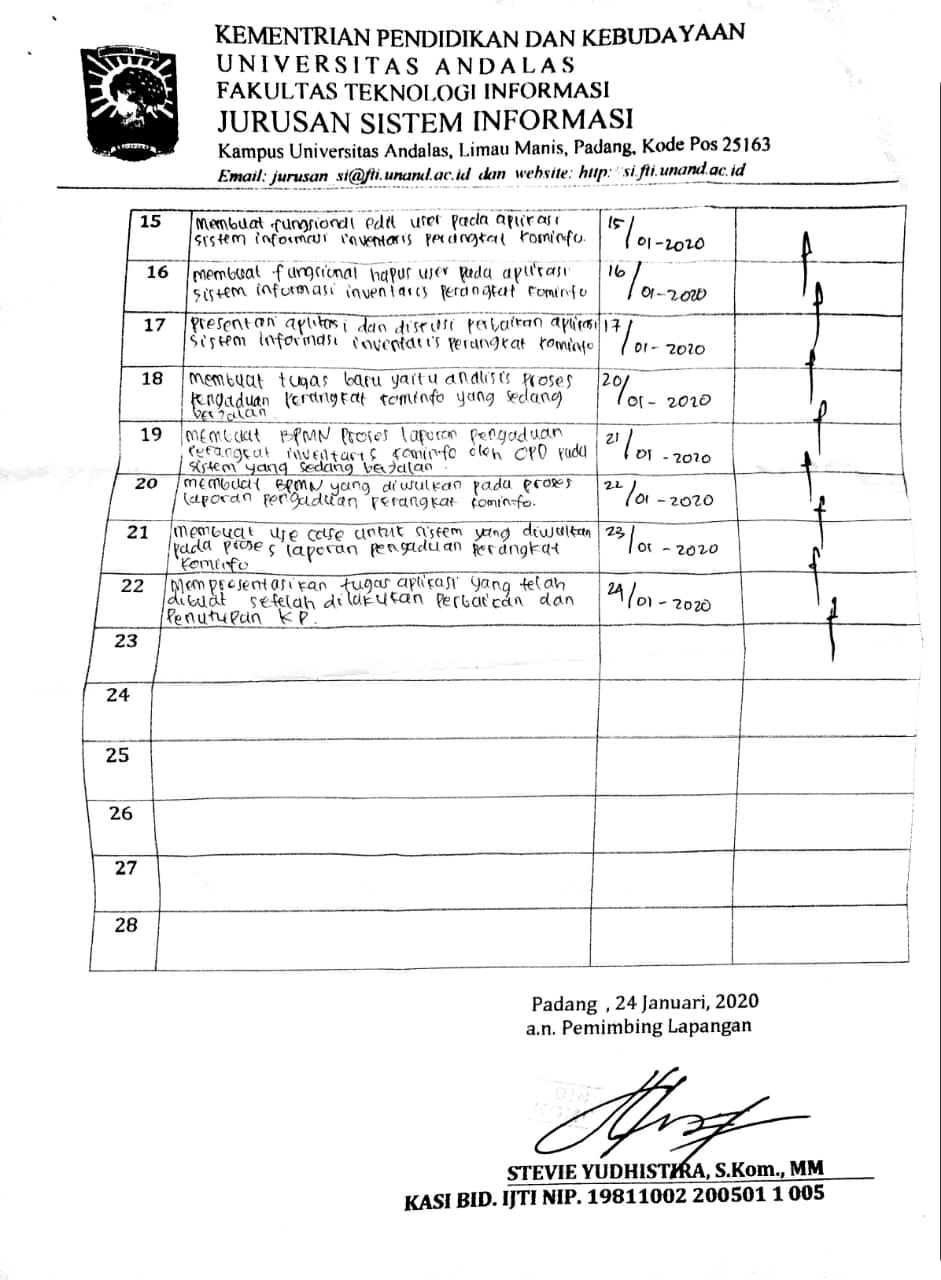 KEMENTRIAN PENDIDIKAN DAN KEBUDAYAAN
UNIVERSITAS ANDALAS
FAKULTAS TEKNOLOGI INFORMASI
JURUSAN SISTEM INFORMASI
Kampus Universitas Andalas, Limau Manis, Padang, Kode Pos 25163
Email: jurusan si@fti.unand.ac.id dan website: http: si.fti.unand.ac.id
15 Membuat fungsional edit user pada aplikasi 15/01-2020
sistem informasi inventaris perangkat kominfo.
16 membuat fungsional hapus user pada aplikasi 16/01-2020
sistem informasi inventaris perangkat kominfo
17 presentasi aplikasi dan diskusi perbaikan aplikasi 17/01-2020
sistem informasi inventaris perangkat kominfo
18 membuat tugas baru yaitu analisis proses 20/01-2020
pengaduan perangkat kominfo yang sedang
berjalan
19 membuat BPMN proses laporan pengaduan 21/01-2020
perangkat inventaris kominfo oleh OPD pada
sistem yang sedang berjalan.
20 membuat BPMN yang diusulkan pada proses 22/01-2020
laporan pengaduan perangkat kominfo.
21 membuat use case untuk sistem yang diusulkan 23/01-2020
pada proses laporan pengaduan perangkat
kominfo
22 Mempresentasikan tugas aplikasi yang telah 24/01-2020
dibuat setelah dilakukan perbaikan dan
Penutupan KP.
23
24
25
26
27
28
Padang , 24 Januari, 2020
a.n. Pemimbing Lapangan
STEVIE YUDHISTIRA, S.Kom., MM
KASI BID. IJTI NIP. 19811002 200501 1 005